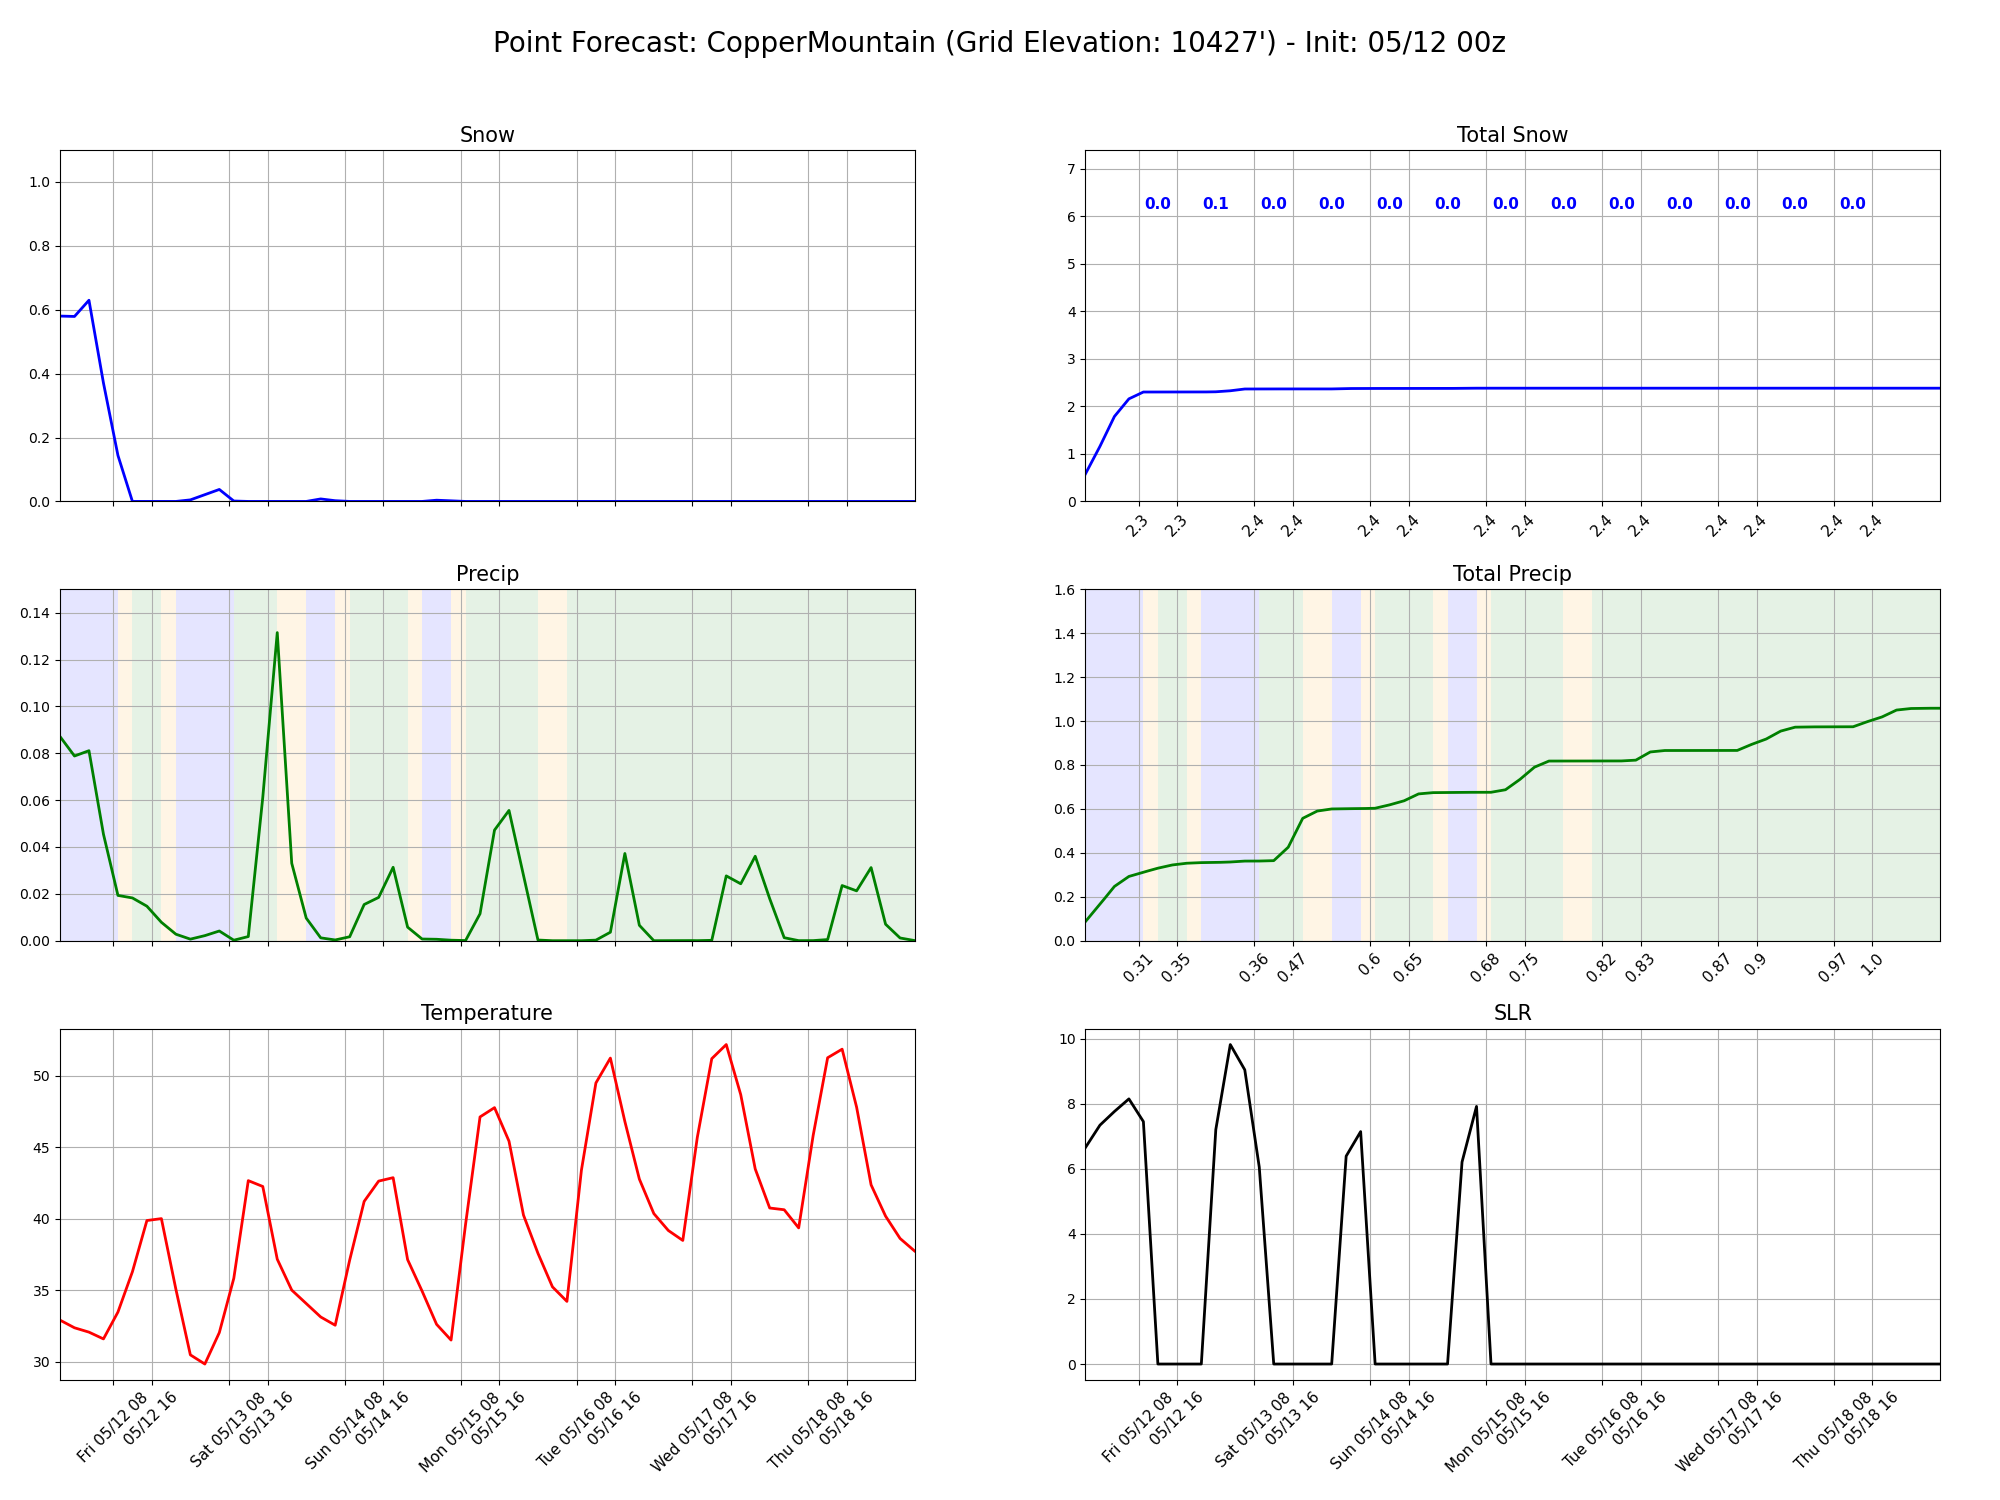 Point Forecast: CopperMountain (Grid Elevation: 10427') - Init: 05/12 00z
Snow
1.0
0.8
0.6
0.4
0.2
0.0
Total Snow
7
6
5
4
3
2
1
0
0.0 0.1 0.0 0.0 0.0 0.0 0.0 0.0 0.0 0.0 0.0 0.0 0.0
2.3 2.3 2.4 2.4 2.4 2.4 2.4 2.4 2.4 2.4 2.4 2.4 2.4 2.4
Precip
0.14
0.12
0.10
0.08
0.06
0.04
0.02
0.00
Total Precip
1.6
1.4
1.2
1.0
0.8
0.6
0.4
0.2
0.0
0.31 0.35 0.36 0.47 0.6 0.65 0.68 0.75 0.82 0.83 0.87 0.9 0.97 1.0
Temperature
50
45
40
35
30
Fri 05/12 08
05/12 16
Sat 05/13 08
05/13 16
Sun 05/14 08
05/14 16
Mon 05/15 08
05/15 16
Tue 05/16 08
05/16 16
Wed 05/17 08
05/17 16
Thu 05/18 08
05/18 16
SLR
10
8
6
4
2
0
Fri 05/12 08
05/12 16
Sat 05/13 08
05/13 16
Sun 05/14 08
05/14 16
Mon 05/15 08
05/15 16
Tue 05/16 08
05/16 16
Wed 05/17 08
05/17 16
Thu 05/18 08
05/18 16